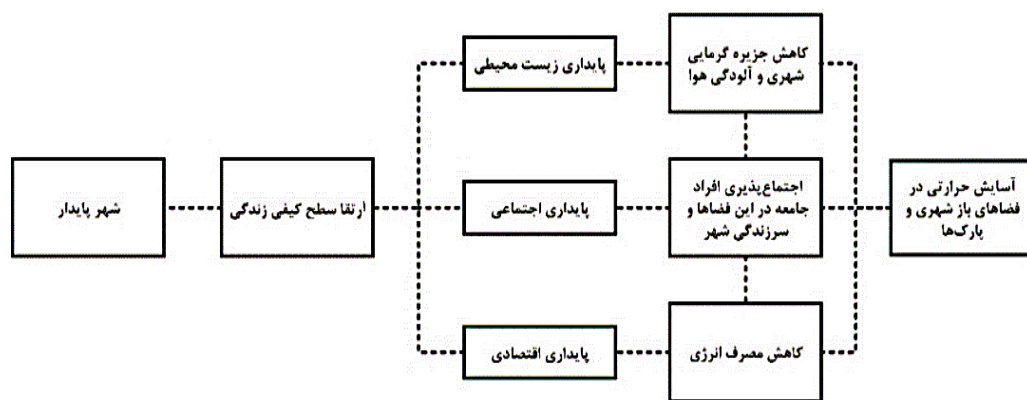 آسایش حرارتی در
فضاهای باز شهری و
پارک‌ها
کاهش جزیره گرمایی
شهری و آلودگی هوا
اجتماع‌پذیری افراد
جامعه در این فضاها و
سرزندگی شهر
کاهش مصرف انرژی
پایداری زیست محیطی
پایداری اجتماعی
پایداری اقتصادی
ارتقا سطح کیفی زندگی
شهر پایدار